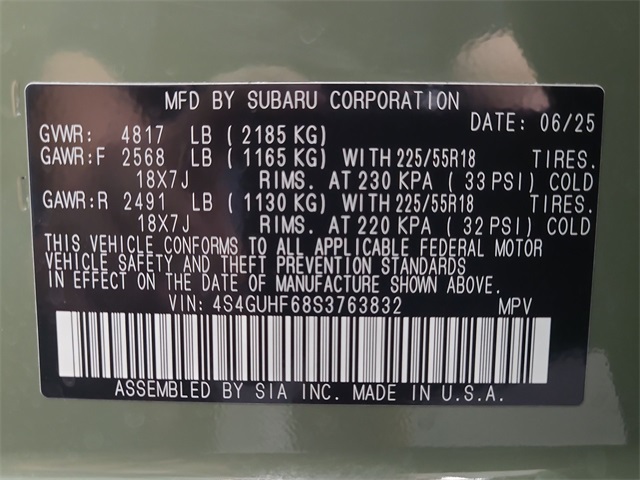 MFD BY SUBARU CORPORATION
DATE: 06/25
GVWR: 4817 LB (2185 KG)
GAWR:F 2568 LB (1165 KG) WITH 225/55R18 TIRES.
18X7J RIMS. AT 230 KPA (33 PSI) COLD
GAWR:R 2491 LB (1130 KG) WITH 225/55R18 TIRES.
18X7J RIMS. AT 220 KPA (32 PSI) COLD
THIS VEHICLE CONFORMS TO ALL APPLICABLE FEDERAL MOTOR
VEHICLE SAFETY AND THEFT PREVENTION STANDARDS
IN EFFECT ON THE DATE OF MANUFACTURE SHOWN ABOVE.
VIN: 4S4GUHF68S3763832 MPV
ASSEMBLED BY SIA INC. MADE IN U.S.A.